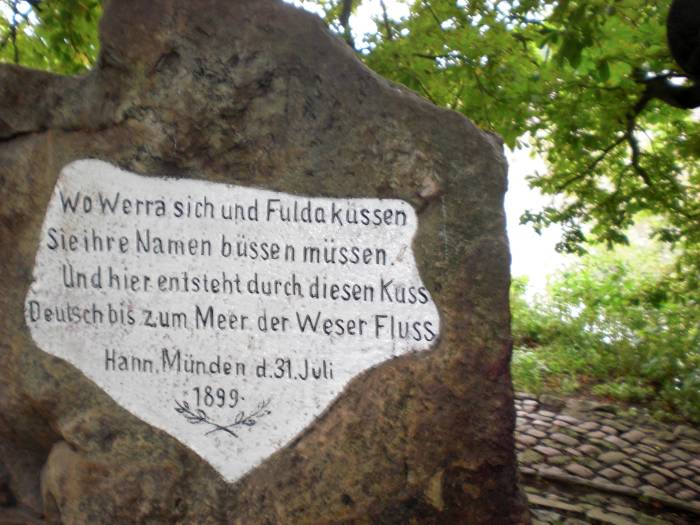 Wo Werra sich und Fulda küssen
Sie ihre Namen büssen müssen.
Und hier entsteht durch diesen Kuss
Deutsch bis zum Meer der Weser Fluss
Hann. Münden d. 31. Juli
1899.